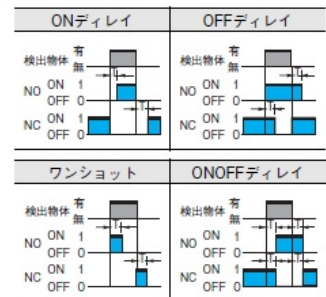 ONディレイ
OFFディレイ
検出物体 有 無
T
NO ON 1 OFF 0
T
NC ON 1 OFF 0
検出物体 有 無
T
NO ON 1 OFF 0
T
NC ON 1 OFF 0
ワンショット
ONOFFディレイ
検出物体 有 無
T
NO ON 1 OFF 0
T
NC ON 1 OFF 0
検出物体 有 無
T T
NO ON 1 OFF 0
T T
NC ON 1 OFF 0